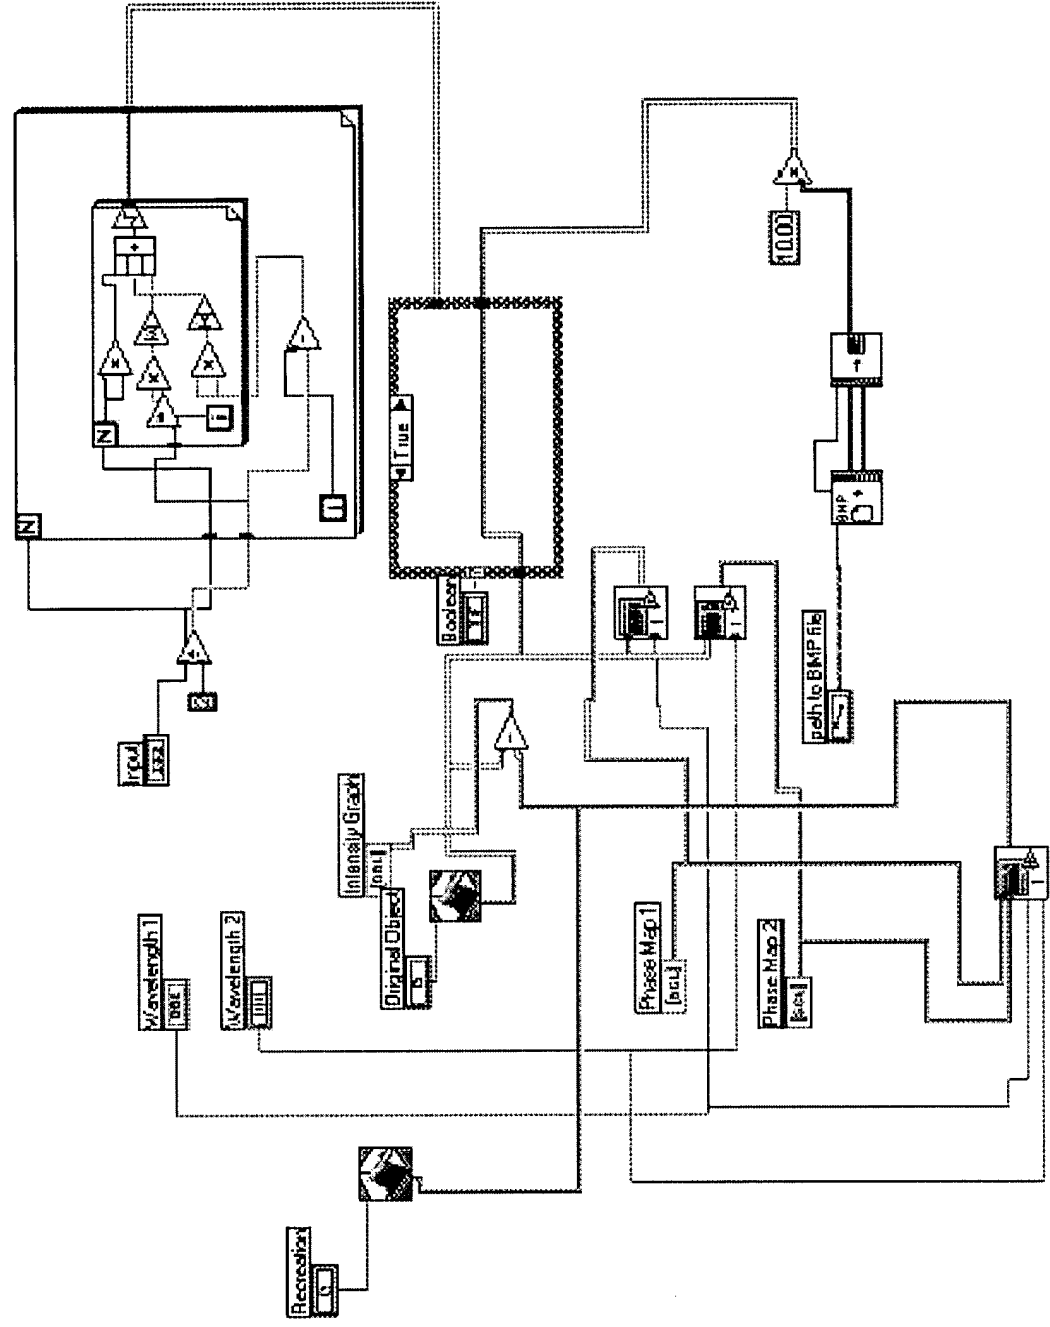 N
N
i
True
10.00
Boolean
TF
BMP
Input
path to BMP file
Intensity Graph
Wavelength 1
Wavelength 2
Original Object
Phase Map 1
Phase Map 2
Recreation